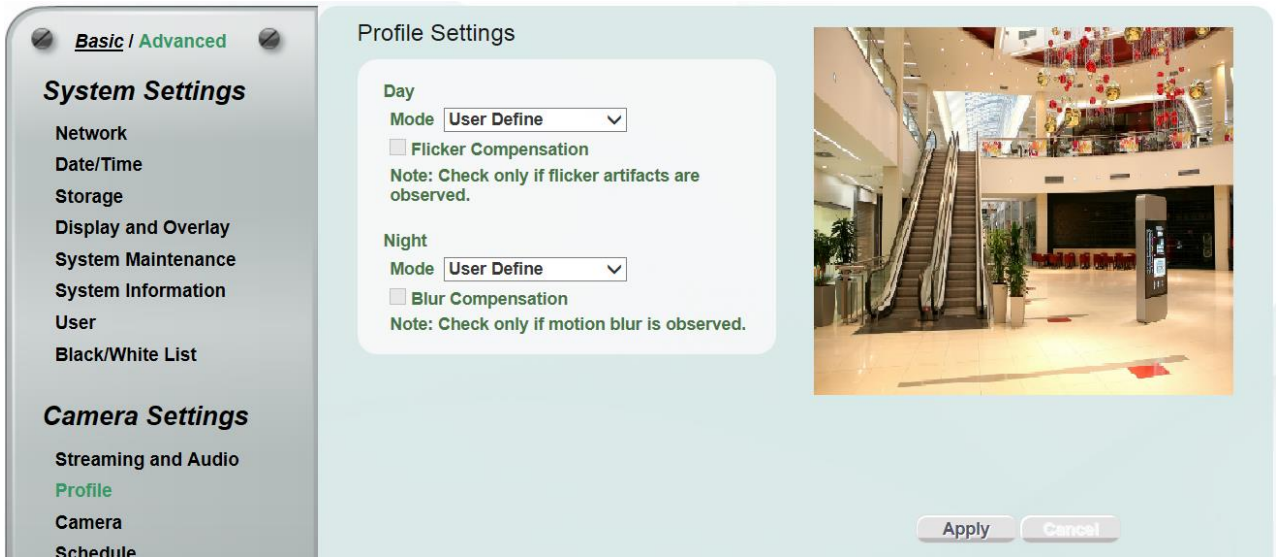 Basic / Advanced
System Settings
Network
Date/Time
Storage
Display and Overlay
System Maintenance
System Information
User
Black/White List
Camera Settings
Streaming and Audio
Profile
Camera
Schedule
Profile Settings
Day
Mode User Define
Flicker Compensation
Note: Check only if flicker artifacts are
observed.
Night
Mode User Define
Blur Compensation
Note: Check only if motion blur is observed.
Apply Cancel